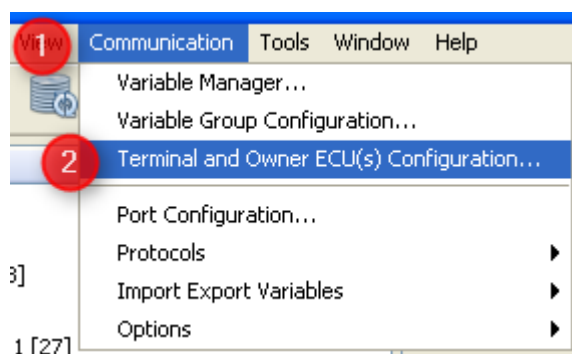 View Communication Tools Window Help
1
Variable Manager...
Variable Group Configuration...
2 Terminal and Owner ECU(s) Configuration...
Port Configuration...
Protocols
3]
Import Export Variables
Options
1 [27]